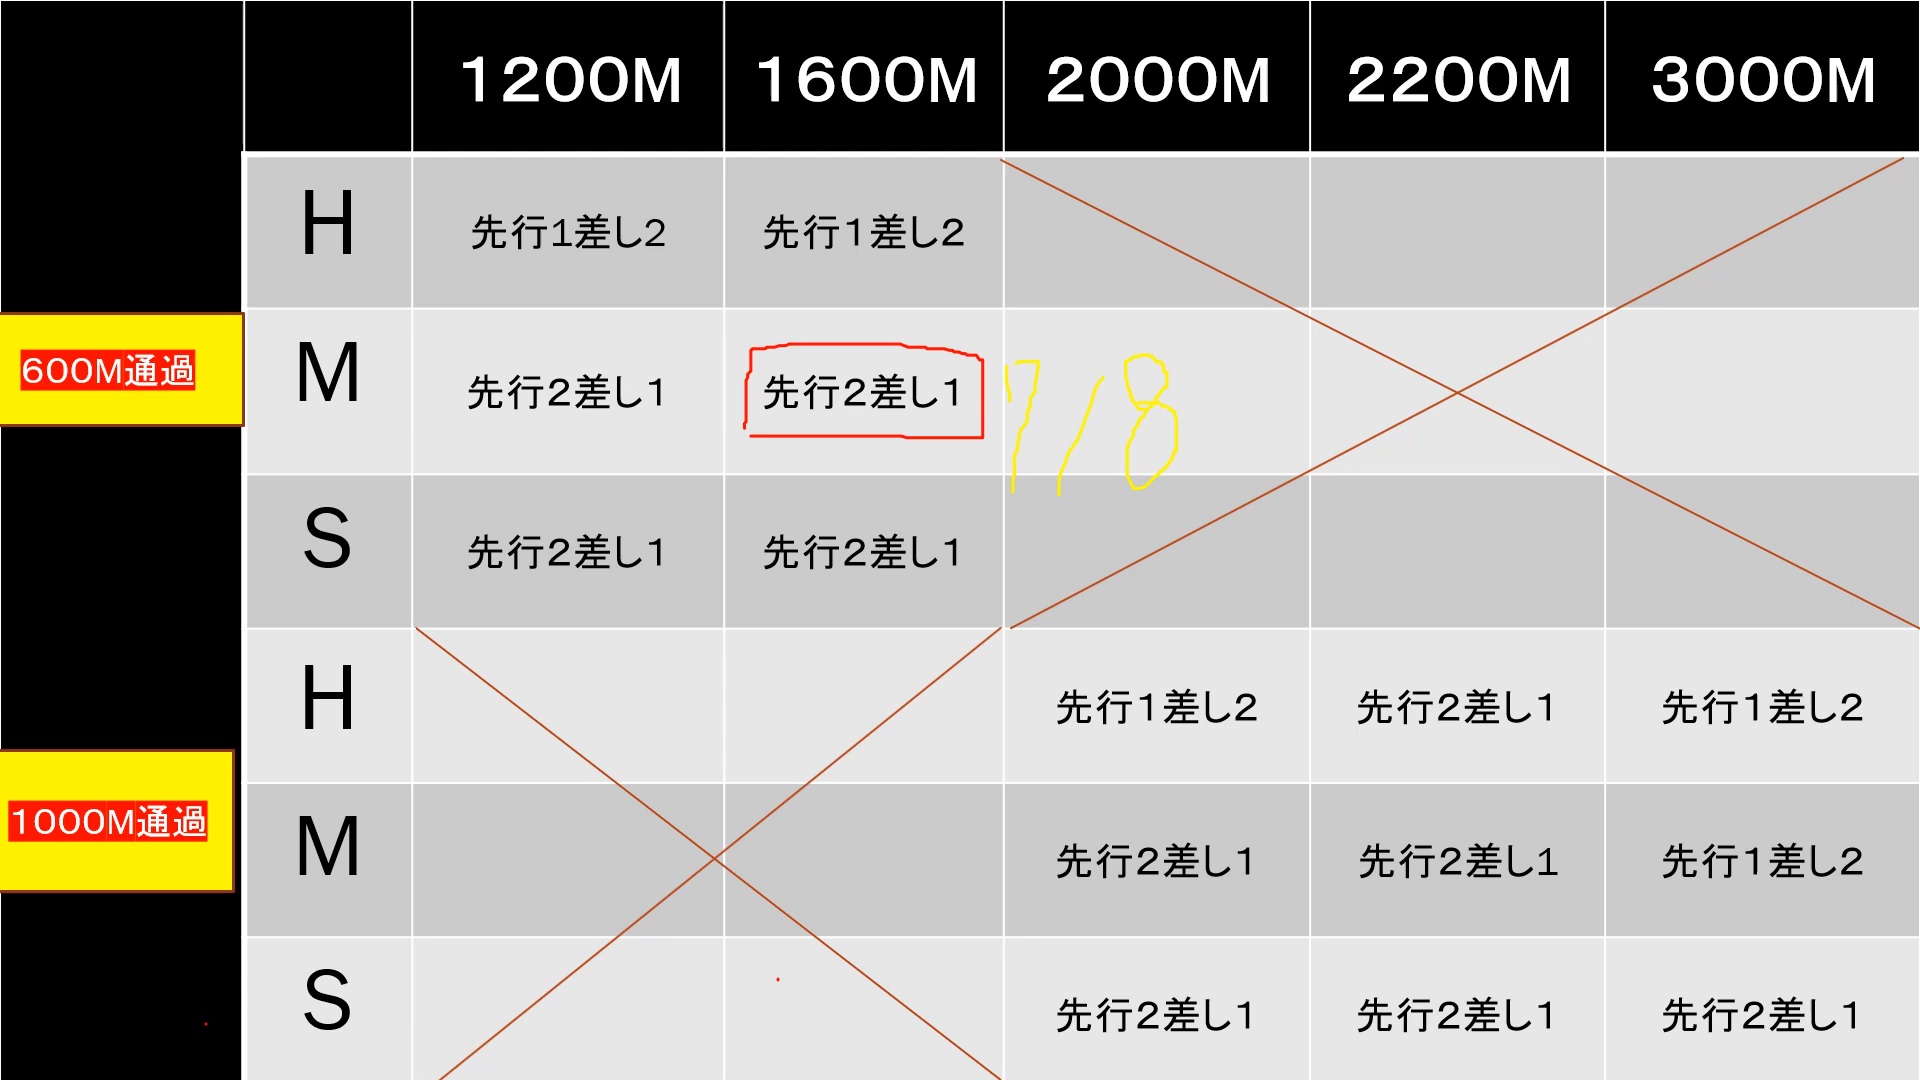 1200M 1600M 2000M 2200M 3000M
H 先行1差し2 先行1差し2
600M通過 M 先行2差し1 先行2差し1 7/8
S 先行2差し1 先行2差し1
H 先行1差し2 先行2差し1 先行1差し2
1000M通過 M 先行2差し1 先行2差し1 先行1差し2
S 先行2差し1 先行2差し1 先行2差し1